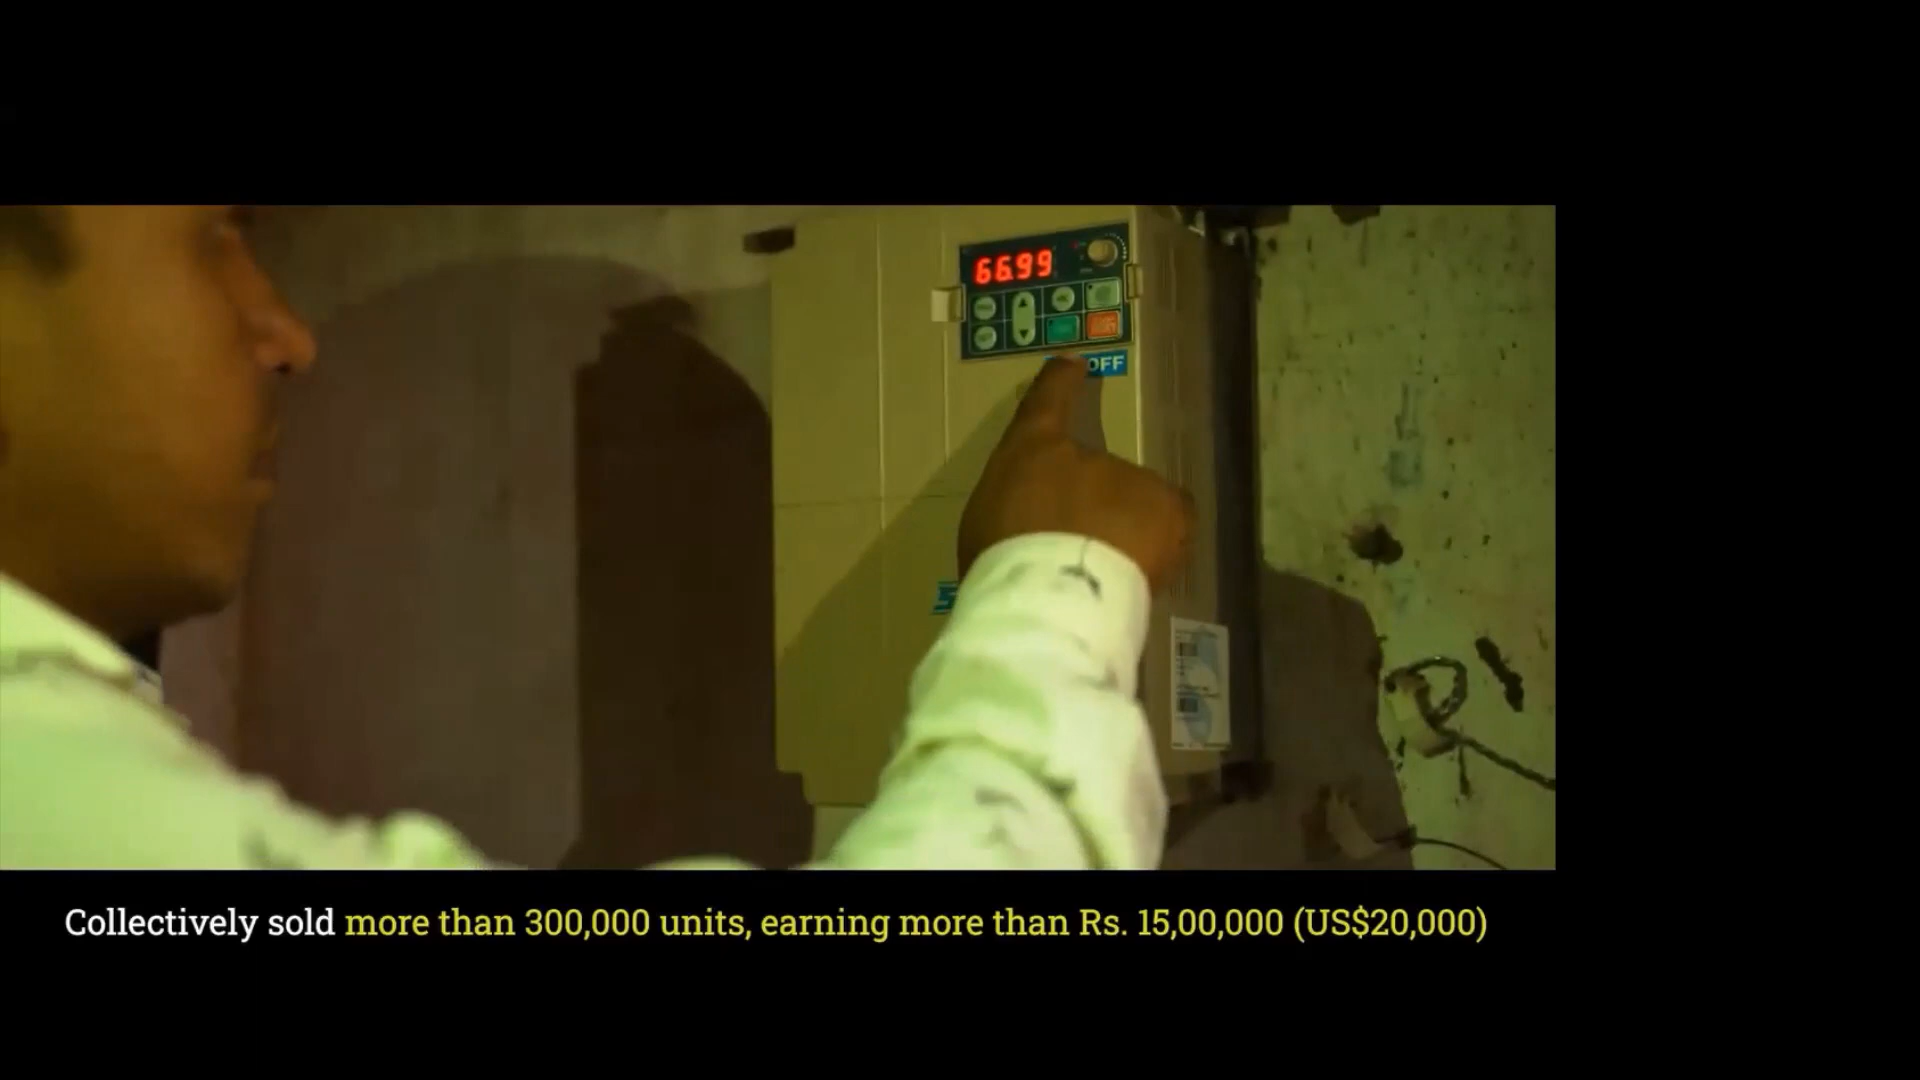 66.99
OFF
Collectively sold more than 300,000 units, earning more than Rs. 15,00,000 (US$20,000)